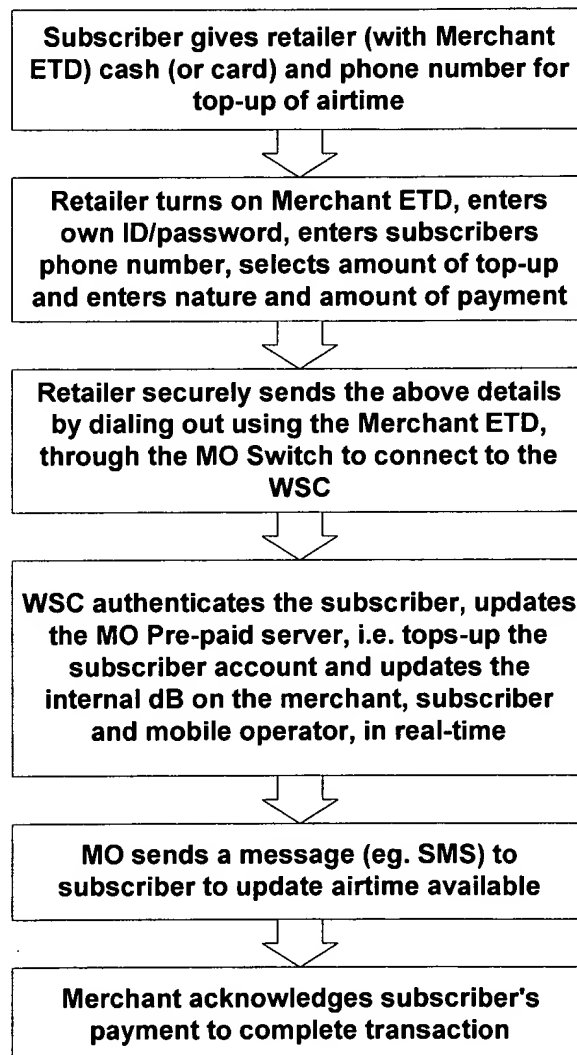 Subscriber gives retailer (with Merchant
ETD) cash (or card) and phone number for
top-up of airtime
Retailer turns on Merchant ETD, enters
own ID/password, enters subscribers
phone number, selects amount of top-up
and enters nature and amount of payment
Retailer securely sends the above details
by dialing out using the Merchant ETD,
through the MO Switch to connect to the
WSC
WSC authenticates the subscriber, updates
the MO Pre-paid server, i.e. tops-up the
subscriber account and updates the
internal dB on the merchant, subscriber
and mobile operator, in real-time
MO sends a message (eg. SMS) to
subscriber to update airtime available
Merchant acknowledges subscriber's
payment to complete transaction